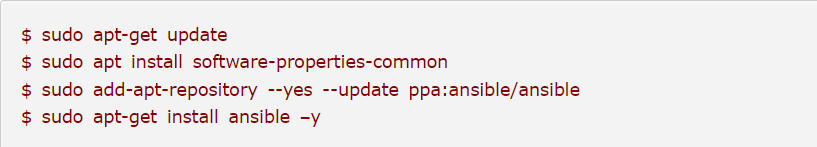 $ sudo apt-get update
$ sudo apt install software-properties-common
$ sudo add-apt-repository --yes --update ppa:ansible/ansible
$ sudo apt-get install ansible –y